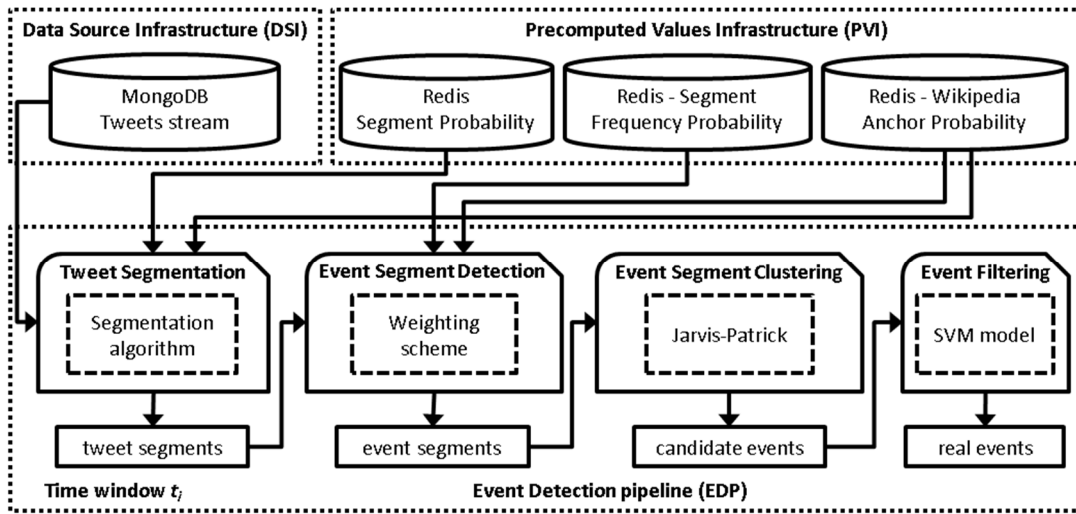 Data Source Infrastructure (DSI)
Precomputed Values Infrastructure (PVI)
MongoDB
Tweets stream
Redis
Segment Probability
Redis - Segment
Frequency Probability
Redis - Wikipedia
Anchor Probability
Tweet Segmentation
Segmentation
algorithm
Event Segment Detection
Weighting
scheme
Event Segment Clustering
Jarvis-Patrick
Event Filtering
SVM model
tweet segments
event segments
candidate events
real events
Time window ti
Event Detection pipeline (EDP)